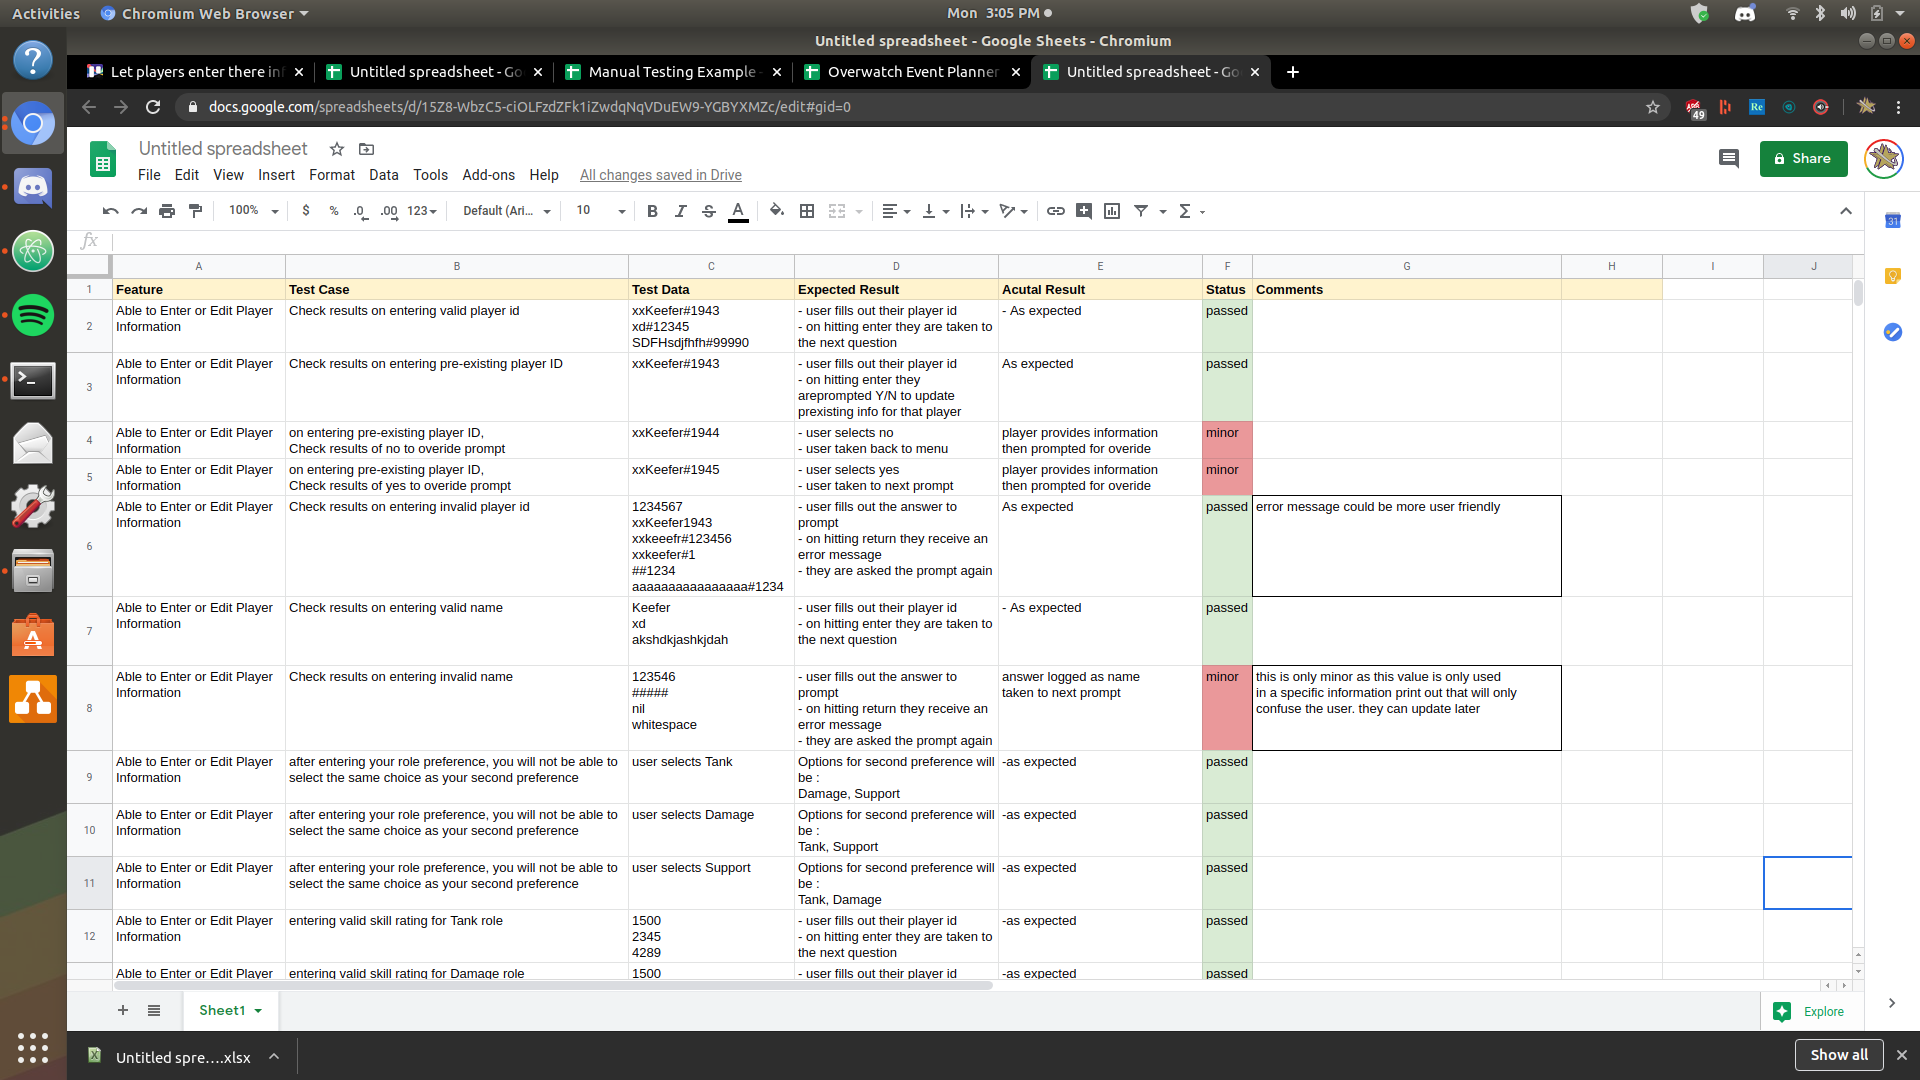 Activities Chromium Web Browser Mon 3:05 PM
Untitled spreadsheet - Google Sheets - Chromium
Let players enter there in Untitled spreadsheet - Go Manual Testing Example - Overwatch Event Planner Untitled spreadsheet - Go
docs.google.com/spreadsheets/d/15Z8-WbzC5-ciOLFzdZFk1iZwdqNqVDuEW9-YGBYXMZc/edit#gid=0 49
Untitled spreadsheet
File Edit View Insert Format Data Tools Add-ons Help All changes saved in Drive
Share
100% $ % .0 .00 123 Default (Ari... 10 B I S A Σ
31
fx
A B C D E F G H I J
1 Feature Test Case Test Data Expected Result Acutal Result Status Comments
2
Able to Enter or Edit Player
Information
Check results on entering valid player id
xxKeefer#1943
xd#12345
SDFHsdjfhfh#99990
- user fills out their player id
- on hitting enter they are taken to
the next question
- As expected
passed
3
Able to Enter or Edit Player
Information
Check results on entering pre-existing player ID
xxKeefer#1943
- user fills out their player id
- on hitting enter they
areprompted Y/N to update
prexisting info for that player
As expected
passed
4
Able to Enter or Edit Player
Information
on entering pre-existing player ID,
Check results of no to overide prompt
xxKeefer#1944
- user selects no
- user taken back to menu
player provides information
then prompted for overide
minor
5
Able to Enter or Edit Player
Information
on entering pre-existing player ID,
Check results of yes to overide prompt
xxKeefer#1945
- user selects yes
- user taken to next prompt
player provides information
then prompted for overide
minor
6
Able to Enter or Edit Player
Information
Check results on entering invalid player id
1234567
xxKeefer1943
xxkeeefr#123456
xxkeefer#1
##1234
aaaaaaaaaaaaaaaa#1234
- user fills out the answer to
prompt
- on hitting return they receive an
error message
- they are asked the prompt again
As expected
passed
error message could be more user friendly
7
Able to Enter or Edit Player
Information
Check results on entering valid name
Keefer
xd
akshdkjashkjdah
- user fills out their player id
- on hitting enter they are taken to
the next question
- As expected
passed
8
Able to Enter or Edit Player
Information
Check results on entering invalid name
123546
#####
nil
whitespace
- user fills out the answer to
prompt
- on hitting return they receive an
error message
- they are asked the prompt again
answer logged as name
taken to next prompt
minor
this is only minor as this value is only used
in a specific information print out that will only
confuse the user. they can update later
9
Able to Enter or Edit Player
Information
after entering your role preference, you will not be able to
select the same choice as your second preference
user selects Tank
Options for second preference will
be :
Damage, Support
-as expected
passed
10
Able to Enter or Edit Player
Information
after entering your role preference, you will not be able to
select the same choice as your second preference
user selects Damage
Options for second preference will
be :
Tank, Support
-as expected
passed
11
Able to Enter or Edit Player
Information
after entering your role preference, you will not be able to
select the same choice as your second preference
user selects Support
Options for second preference will
be :
Tank, Damage
-as expected
passed
12
Able to Enter or Edit Player
Information
entering valid skill rating for Tank role
1500
2345
4289
- user fills out their player id
- on hitting enter they are taken to
the next question
-as expected
passed
Able to Enter or Edit Player
entering valid skill rating for Damage role
1500
- user fills out their player id
-as expected
passed
+ Sheet1 Explore
Untitled spre....xlsx Show all